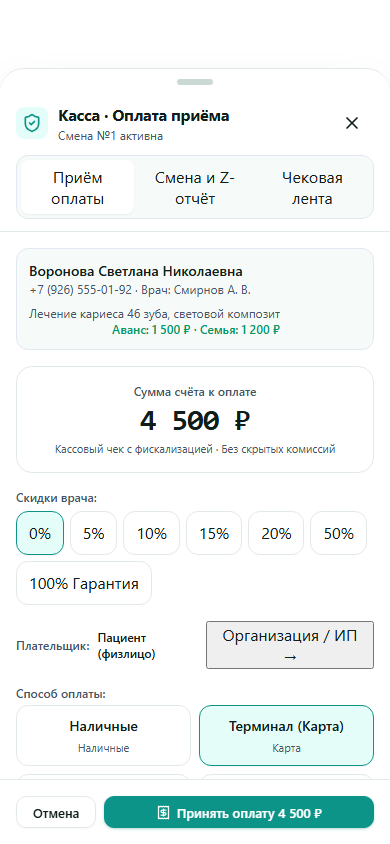 Касса · Оплата приёма
Смена №1 активна
Приём
оплаты
Смена и Z-
отчёт
Чековая
лента
Воронова Светлана Николаевна
+7 (926) 555-01-92 · Врач: Смирнов А. В.
Лечение кариеса 46 зуба, световой композит
Аванс: 1 500 ₽ · Семья: 1 200 ₽
Сумма счёта к оплате
4 500 ₽
Кассовый чек с фискализацией · Без скрытых комиссий
Скидки врача:
0%
5%
10%
15%
20%
50%
100% Гарантия
Плательщик:
Пациент
(физлицо)
Организация / ИП
→
Способ оплаты:
Наличные
Наличные
Терминал (Карта)
Карта
Отмена
Принять оплату 4 500 ₽